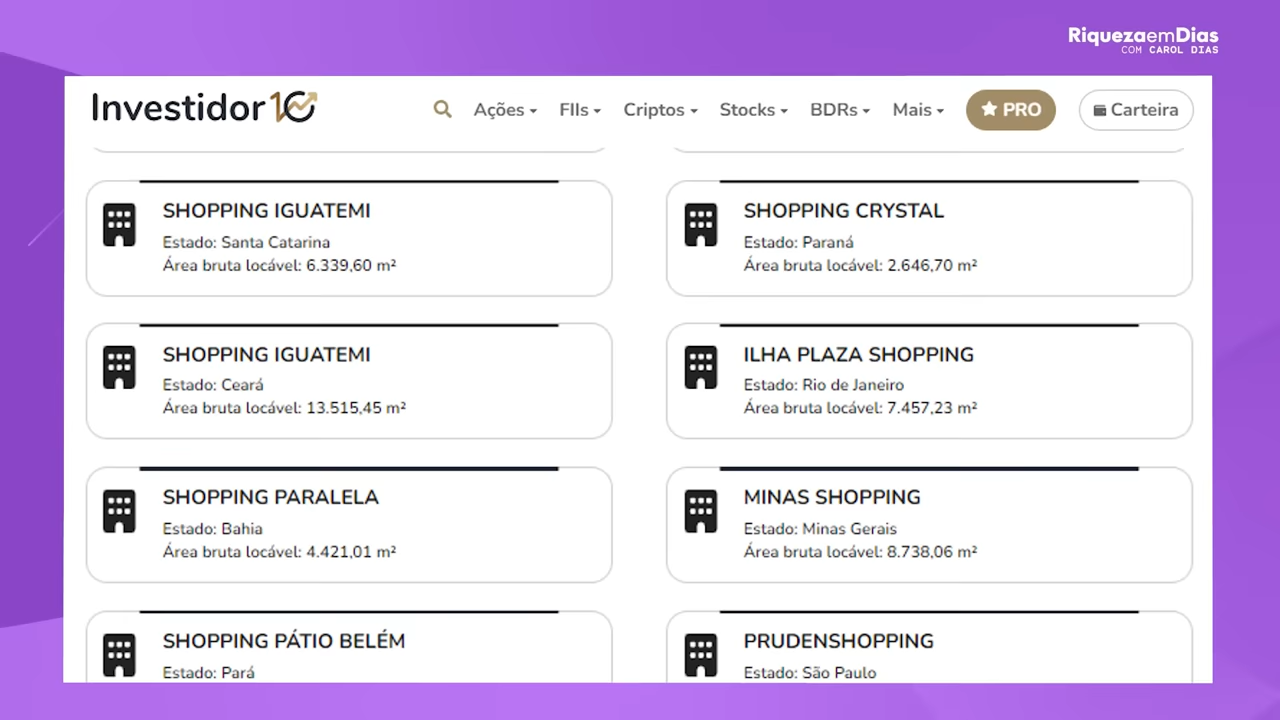 RiquezaemDias
COM CAROL DIAS
Investidor 10
Ações
FIIs
Criptos
Stocks
BDRs
Mais
PRO
Carteira
SHOPPING IGUATEMI
Estado: Santa Catarina
Área bruta locável: 6.339,60 m²
SHOPPING CRYSTAL
Estado: Paraná
Área bruta locável: 2.646,70 m²
SHOPPING IGUATEMI
Estado: Ceará
Área bruta locável: 13.515,45 m²
ILHA PLAZA SHOPPING
Estado: Rio de Janeiro
Área bruta locável: 7.457,23 m²
SHOPPING PARALELA
Estado: Bahia
Área bruta locável: 4.421,01 m²
MINAS SHOPPING
Estado: Minas Gerais
Área bruta locável: 8.738,06 m²
SHOPPING PÁTIO BELÉM
Estado: Pará
PRUDENSHOPPING
Estado: São Paulo